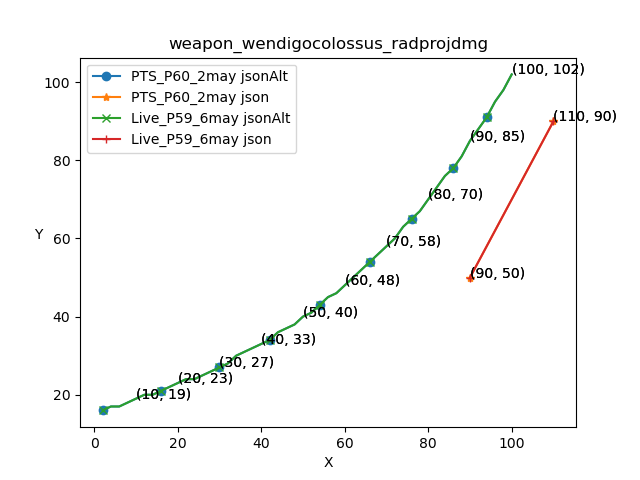 weapon_wendigocolossus_radprojdmg
PTS_P60_2may jsonAlt
PTS_P60_2may json
Live_P59_6may jsonAlt
Live_P59_6may json
(100, 102)
(110, 90)
(90, 85)
(80, 70)
(70, 58)
(90, 50)
(60, 48)
(50, 40)
(40, 33)
(30, 27)
(20, 23)
(10, 19)
100
80
60
40
20
Y
0 20 40 60 80 100
X